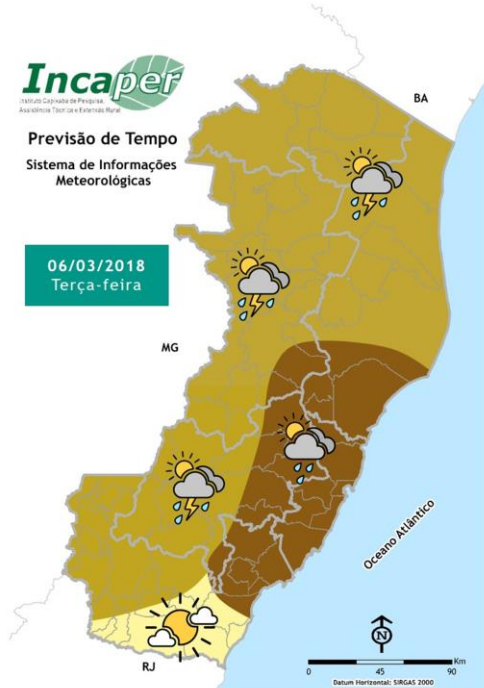 Incaper
Instituto Capixaba de Pesquisa,
Assistência Técnica e Extensão Rural
BA
Previsão de Tempo
Sistema de Informações
Meteorológicas
06/03/2018
Terça-feira
MG
Oceano Atlântico
RJ
N
Km
0 45 90
Datum Horizontal: SIRGAS 2000